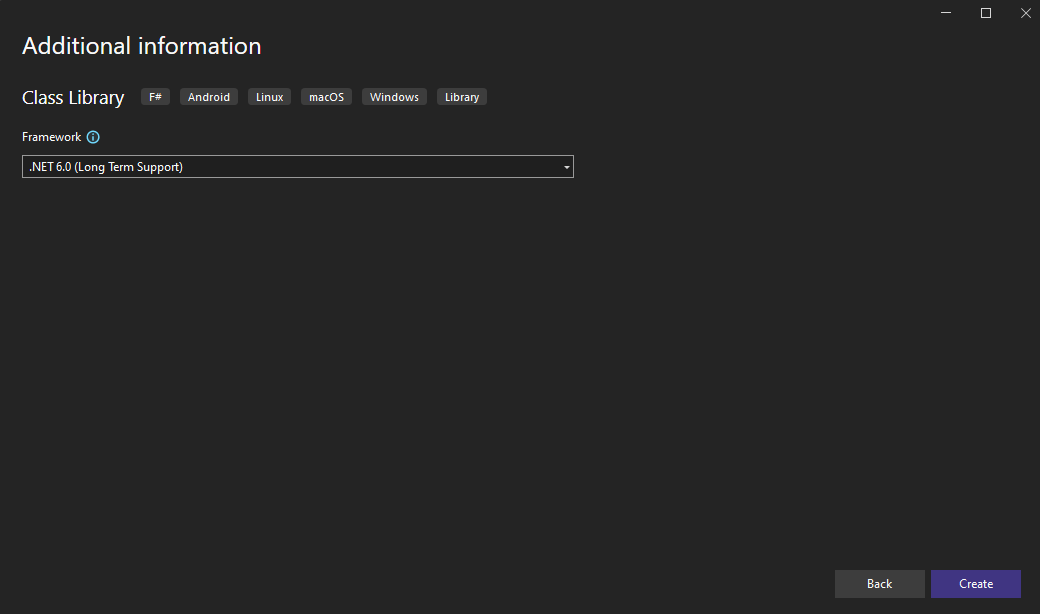 Additional information
Class Library F# Android Linux macOS Windows Library
Framework
.NET 6.0 (Long Term Support)
Back Create